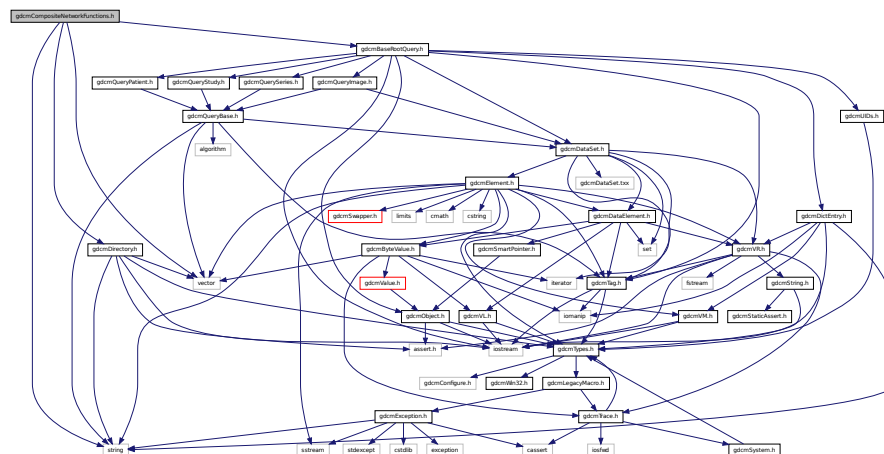 gdcmCompositeNetworkFunctions.h
gdcmBaseRootQuery.h
gdcmQueryPatient.h
gdcmQueryStudy.h
gdcmQuerySeries.h
gdcmQueryImage.h
gdcmQueryBase.h
gdcmUIDs.h
algorithm
gdcmDataSet.h
gdcmElement.h
gdcmDataSet.txx
gdcmSwapper.h
limits
cmath
cstring
gdcmDataElement.h
gdcmDictEntry.h
gdcmDirectory.h
gdcmByteValue.h
gdcmSmartPointer.h
set
gdcmVR.h
vector
gdcmValue.h
iterator
gdcmTag.h
fstream
gdcmString.h
gdcmObject.h
gdcmVL.h
iomanip
gdcmVM.h
gdcmStaticAssert.h
assert.h
iostream
gdcmTypes.h
gdcmConfigure.h
gdcmWin32.h
gdcmLegacyMacro.h
gdcmException.h
gdcmTrace.h
string
sstream
stdexcept
cstdlib
exception
cassert
iosfwd
gdcmSystem.h